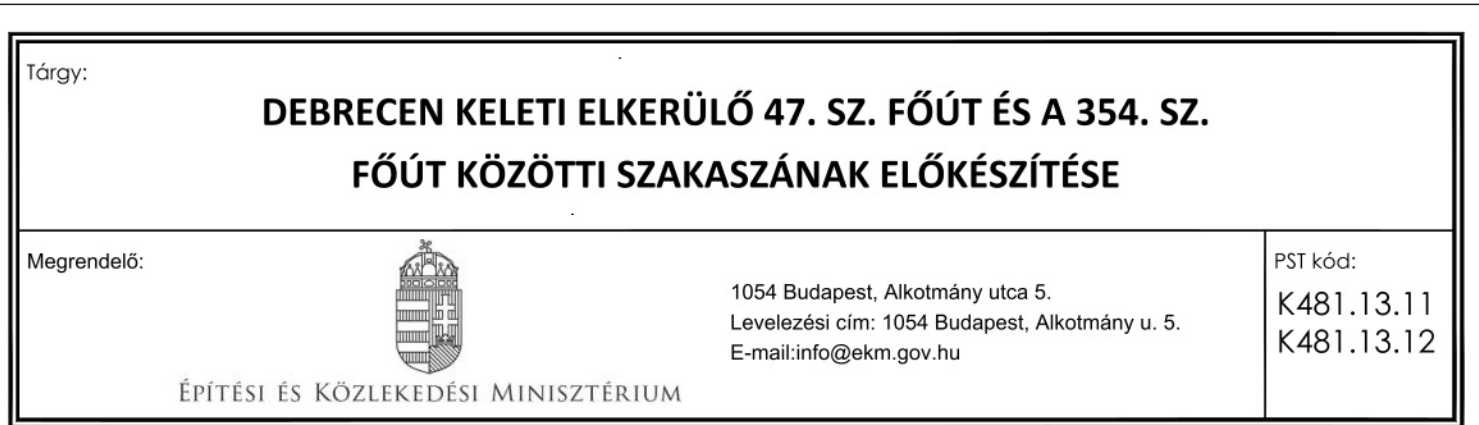 Tárgy:
DEBRECEN KELETI ELKERÜLŐ 47. SZ. FŐÚT ÉS A 354. SZ.
FŐÚT KÖZÖTTI SZAKASZÁNAK ELŐKÉSZÍTÉSE
Megrendelő:
ÉPÍTÉSI ÉS KÖZLEKEDÉSI MINISZTÉRIUM
1054 Budapest, Alkotmány utca 5.
Levelezési cím: 1054 Budapest, Alkotmány u. 5.
E-mail:info@ekm.gov.hu
PST kód:
K481.13.11
K481.13.12